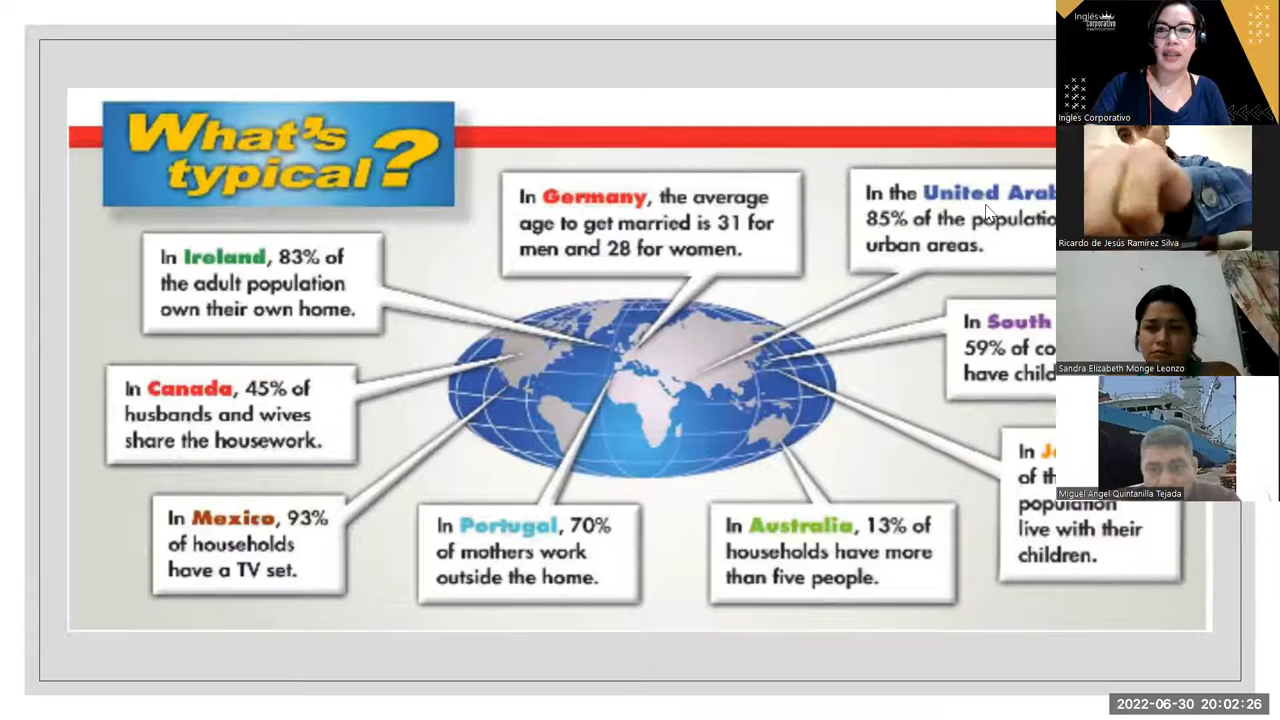 What's
typical?
In Germany, the average
age to get married is 31 for
men and 28 for women.
In the United Arab
85% of the population
urban areas.
In Ireland, 83% of
the adult population
own their own home.
In South
59% of
have
In Canada, 45% of
husbands and wives
share the housework.
In
of
population
live with their
children.
In Mexico, 93%
of households
have a TV set.
In Portugal, 70%
of mothers work
outside the home.
In Australia, 13% of
households have more
than five people.
Inglés
Corporativo
Ingles Corporativo
Ricardo de Jesús Ramírez Silva
Sandra Elizabeth Monge Leonzo
Miguel Angel Quintanilla Tejada
2022-06-30 20:02:26